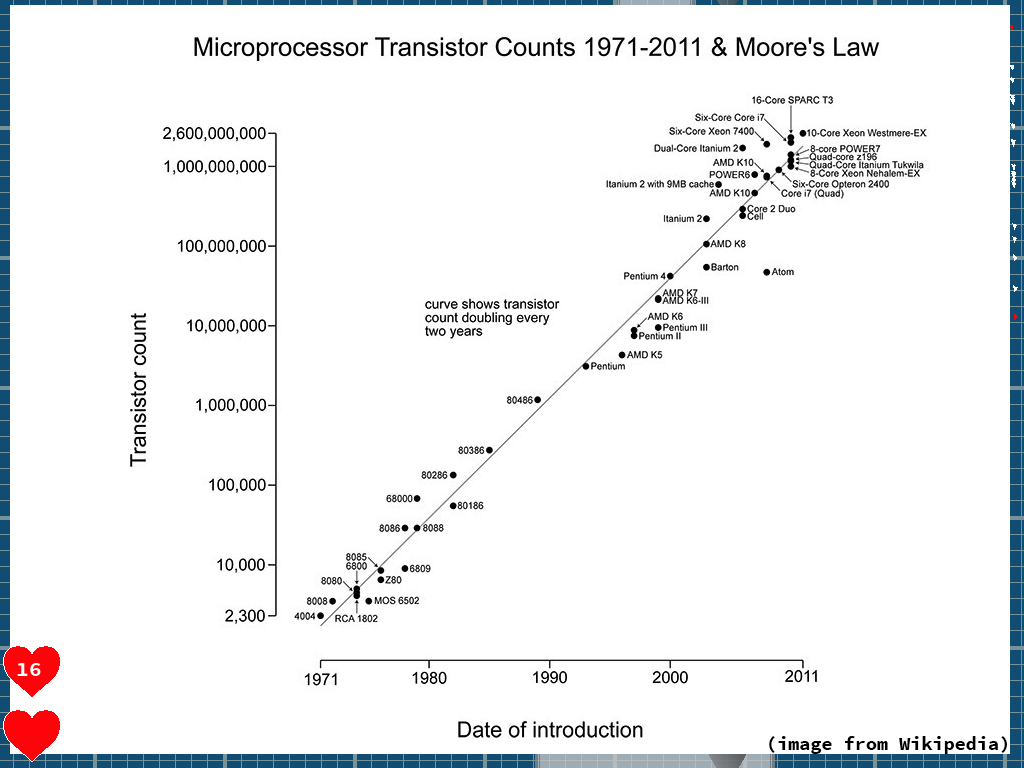 Microprocessor Transistor Counts 1971-2011 & Moore's Law
16-Core SPARC T3
Six-Core Core i7
Six-Core Xeon 7400
10-Core Xeon Westmere-EX
Dual-Core Itanium 2
8-core POWER7
Quad-core z196
AMD K10
Quad-Core Itanium Tukwila
POWER6
8-Core Xeon Nehalem-EX
Itanium 2 with 9MB cache
Six-Core Opteron 2400
AMD K10
Core i7 (Quad)
Core 2 Duo
Cell
Itanium 2
AMD K8
Barton
Atom
Pentium 4
AMD K7
AMD K6-III
curve shows transistor
count doubling every
two years
AMD K6
Pentium III
Pentium II
AMD K5
Pentium
80486
80386
80286
68000
80186
8086
8088
8085
6800
6809
8080
Z80
8008
MOS 6502
4004
RCA 1802
2,600,000,000
1,000,000,000
100,000,000
10,000,000
1,000,000
100,000
10,000
2,300
Transistor count
1971
1980
1990
2000
2011
Date of introduction
16
(image from Wikipedia)